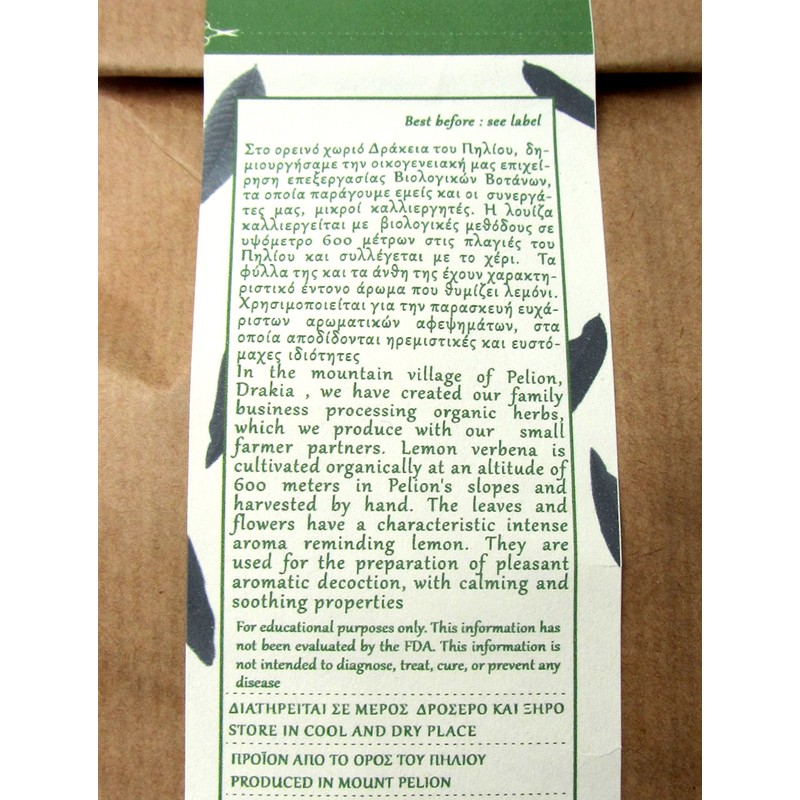 Best before : see label
Στο ορεινό χωριό Δράκεια του Πηλίου, δη-
μιουργήσαμε την οικογενειακή μας επιχεί-
ρηση επεξεργασίας Βιολογικών Βοτάνων,
τα οποία παράγουμε εμείς και οι συνεργά-
τες μας, μικροί καλλιεργητές. Η λουίζα
καλλιεργείται με βιολογικές μεθόδους σε
υψόμετρο 600 μέτρων στις πλαγιές του
Πηλίου και συλλέγεται με το χέρι. Τα
φύλλα της και τα άνθη της έχουν χαρακτη-
ριστικό έντονο άρωμα που θυμίζει λεμόνι.
Χρησιμοποιείται για την παρασκευή ευχά-
ριστων αρωματικών αφεψημάτων, στα
οποία αποδίδονται ηρεμιστικές και ευστό-
μαχες ιδιότητες
In the mountain village of Pelion,
Drakia , we have created our family
business processing organic herbs,
which we produce with our small
farmer partners. Lemon verbena is
cultivated organically at an altitude of
600 meters in Pelion's slopes and
harvested by hand. The leaves and
flowers have a characteristic intense
aroma reminding lemon. They are
used for the preparation of pleasant
aromatic decoction, with calming and
soothing properties
For educational purposes only. This information has
not been evaluated by the FDA. This information is
not intended to diagnose, treat, cure, or prevent any
disease
ΔΙΑΤΗΡΕΙΤΑΙ ΣΕ ΜΕΡΟΣ ΔΡΟΣΕΡΟ ΚΑΙ ΞΗΡΟ
STORE IN COOL AND DRY PLACE
ΠΡΟΪΟΝ ΑΠΟ ΤΟ ΟΡΟΣ ΤΟΥ ΠΗΛΙΟΥ
PRODUCED IN MOUNT PELION